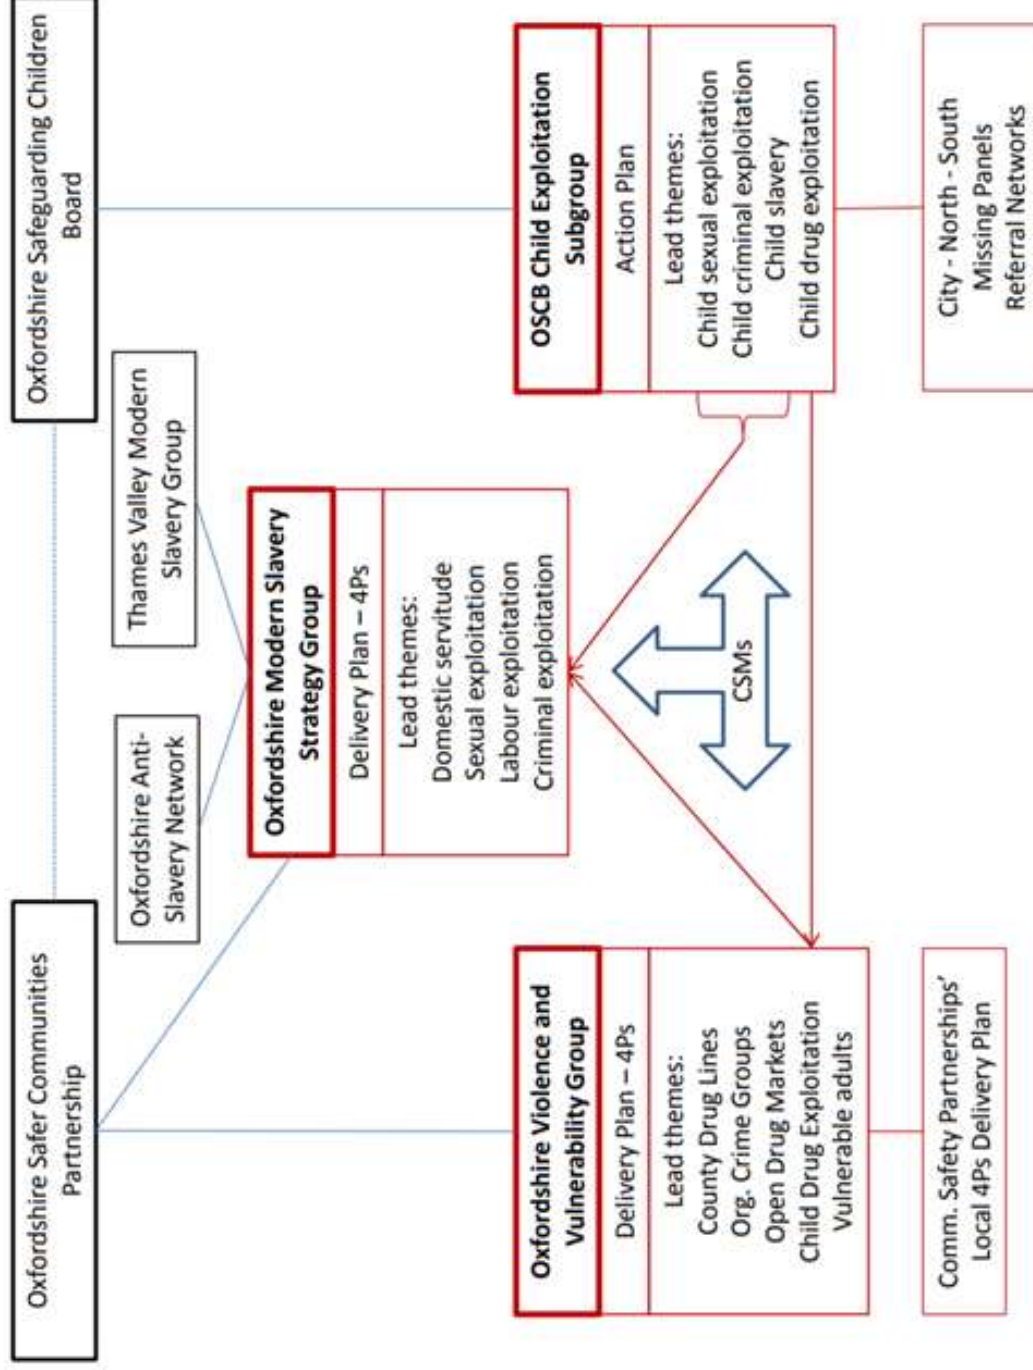 Oxfordshire Safer Communities
Partnership
Oxfordshire Safeguarding Children
Board
Oxfordshire Anti-
Slavery Network
Thames Valley Modern
Slavery Group
Oxfordshire Modern Slavery
Strategy Group
Delivery Plan – 4Ps
Lead themes:
Domestic servitude
Sexual exploitation
Labour exploitation
Criminal exploitation
Oxfordshire Violence and
Vulnerability Group
Delivery Plan – 4Ps
Lead themes:
County Drug Lines
Org. Crime Groups
Open Drug Markets
Child Drug Exploitation
Vulnerable adults
Comm. Safety Partnerships’
Local 4Ps Delivery Plan
CSMs
OSCB Child Exploitation
Subgroup
Action Plan
Lead themes:
Child sexual exploitation
Child criminal exploitation
Child slavery
Child drug exploitation
City - North - South
Missing Panels
Referral Networks